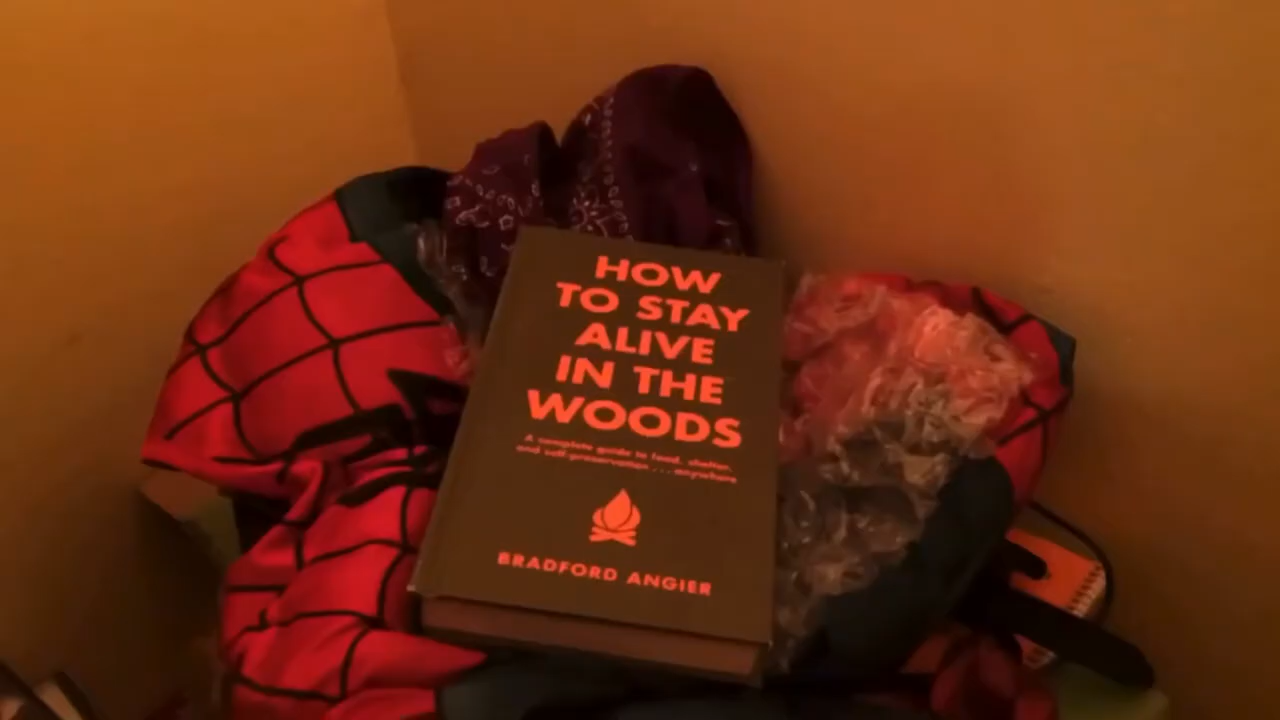 HOW
TO STAY
ALIVE
IN THE
WOODS
A complete guide to food, shelter,
and self-preservation . . . anywhere
BRADFORD ANGIER